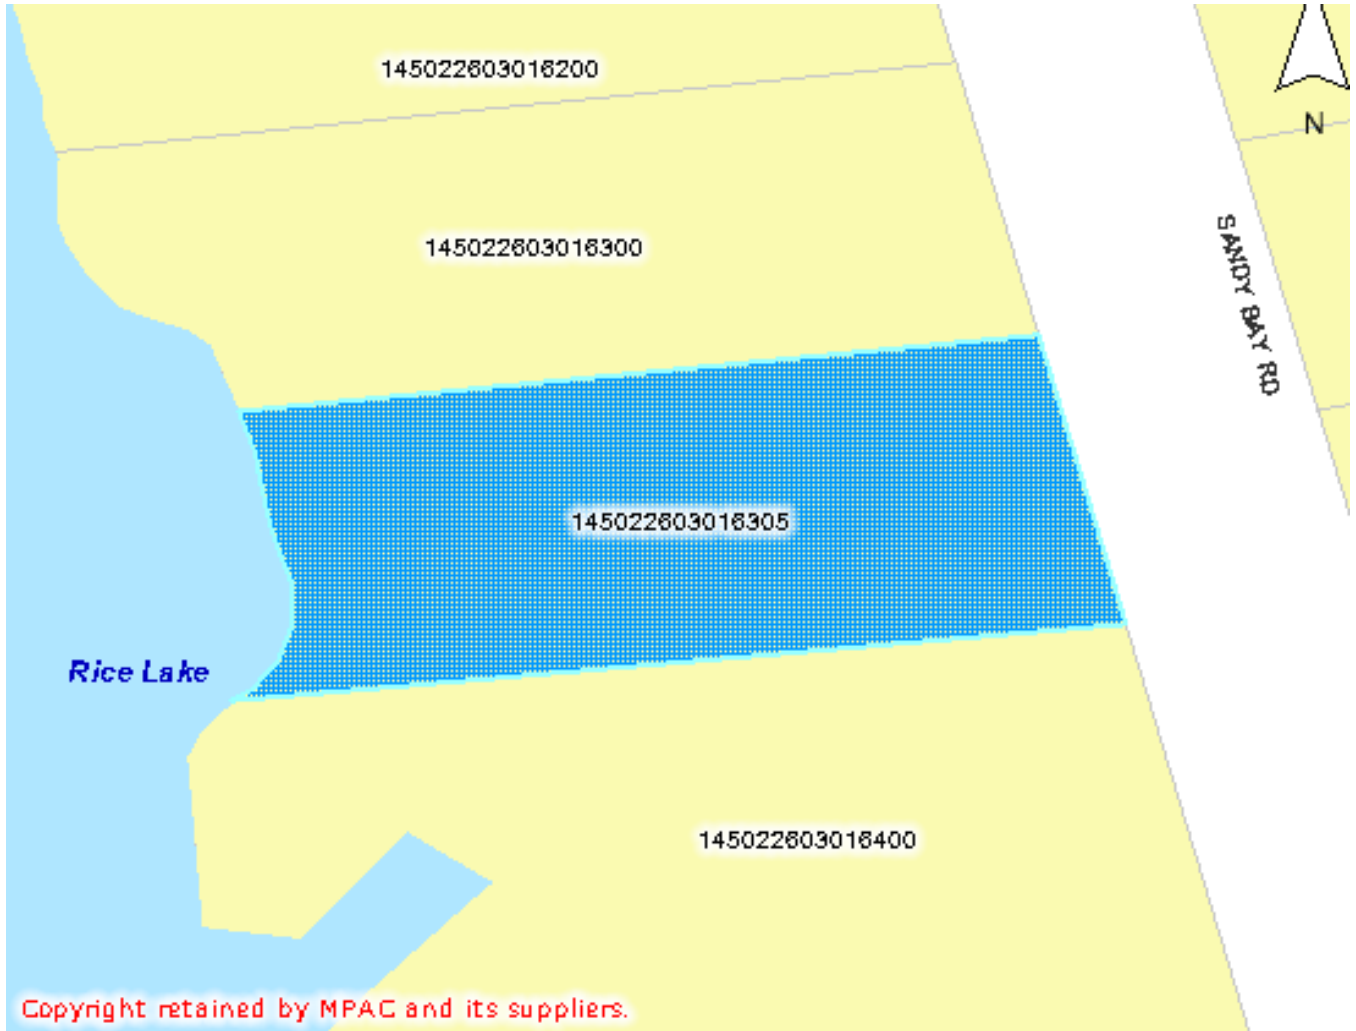 145022603016200
N
145022603016300
SANDY BAY RD
145022603016305
Rice Lake
145022603016400
Copyright retained by MPAC and its suppliers.